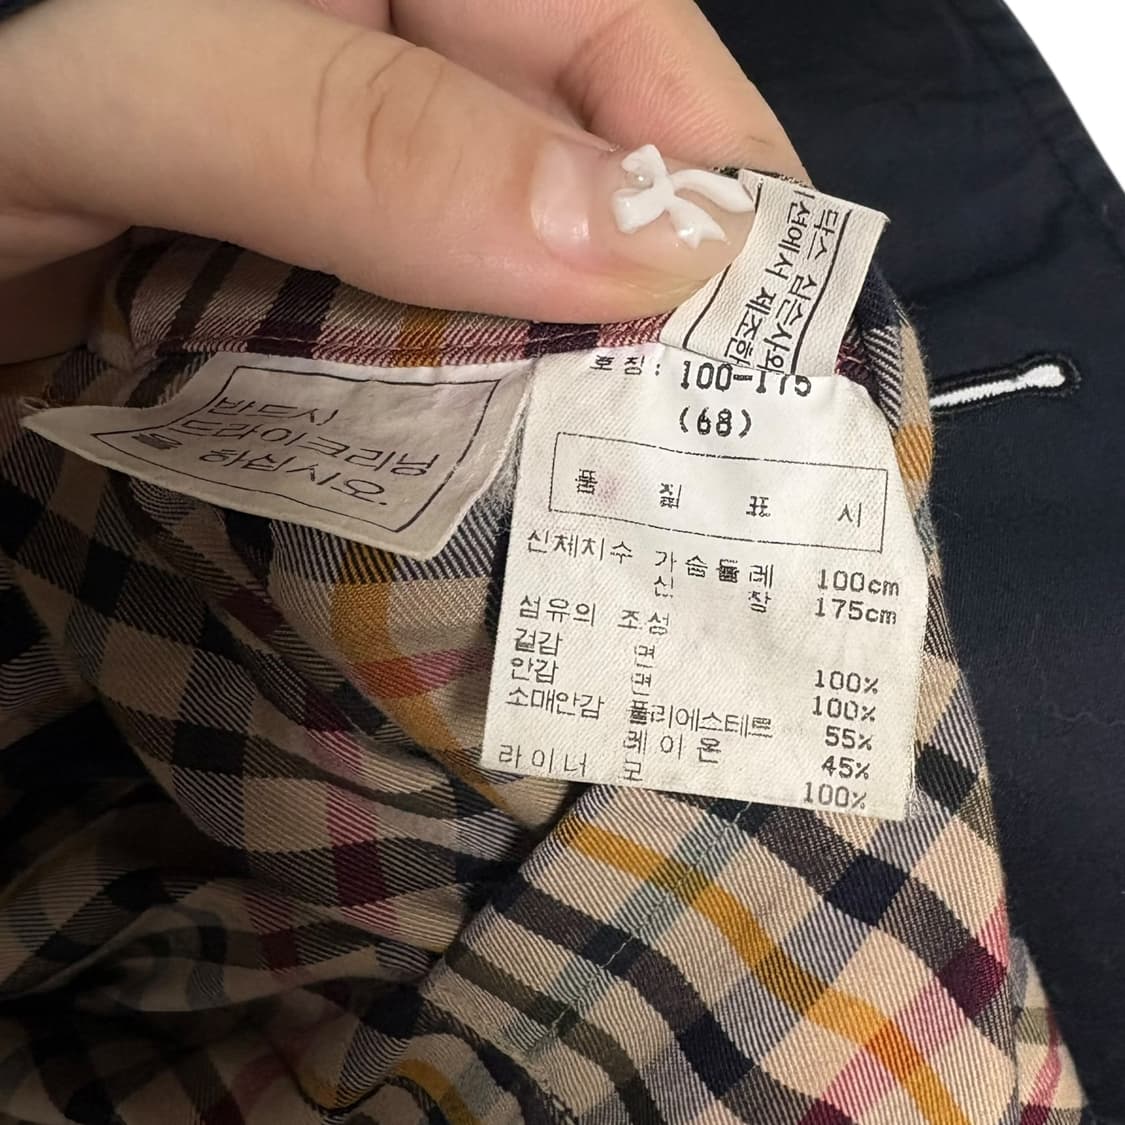 닥스 심손사와
선에서 제조한
반드시
드라이크리닝
을 하십시오
호칭: 100-175
(68)
품 질 표 시
신체치수 가슴둘레 100cm
신 장 175cm
섬유의 조성
겉감 면 100%
안감 면 100%
소매안감 폴리에스테르 55%
레이온 45%
라이너 모 100%